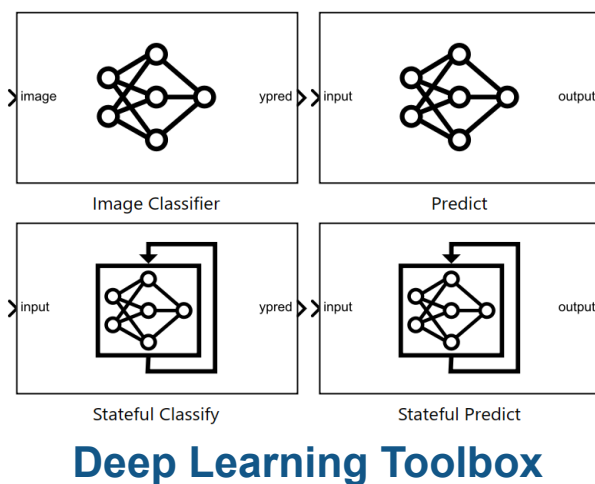 image ypred input output
Image Classifier Predict
input ypred input output
Stateful Classify Stateful Predict
Deep Learning Toolbox